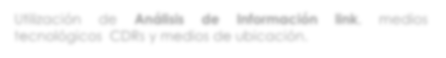 Utilización de Análisis de Información link, medios
tecnológicos CDRs y medios de ubicación.